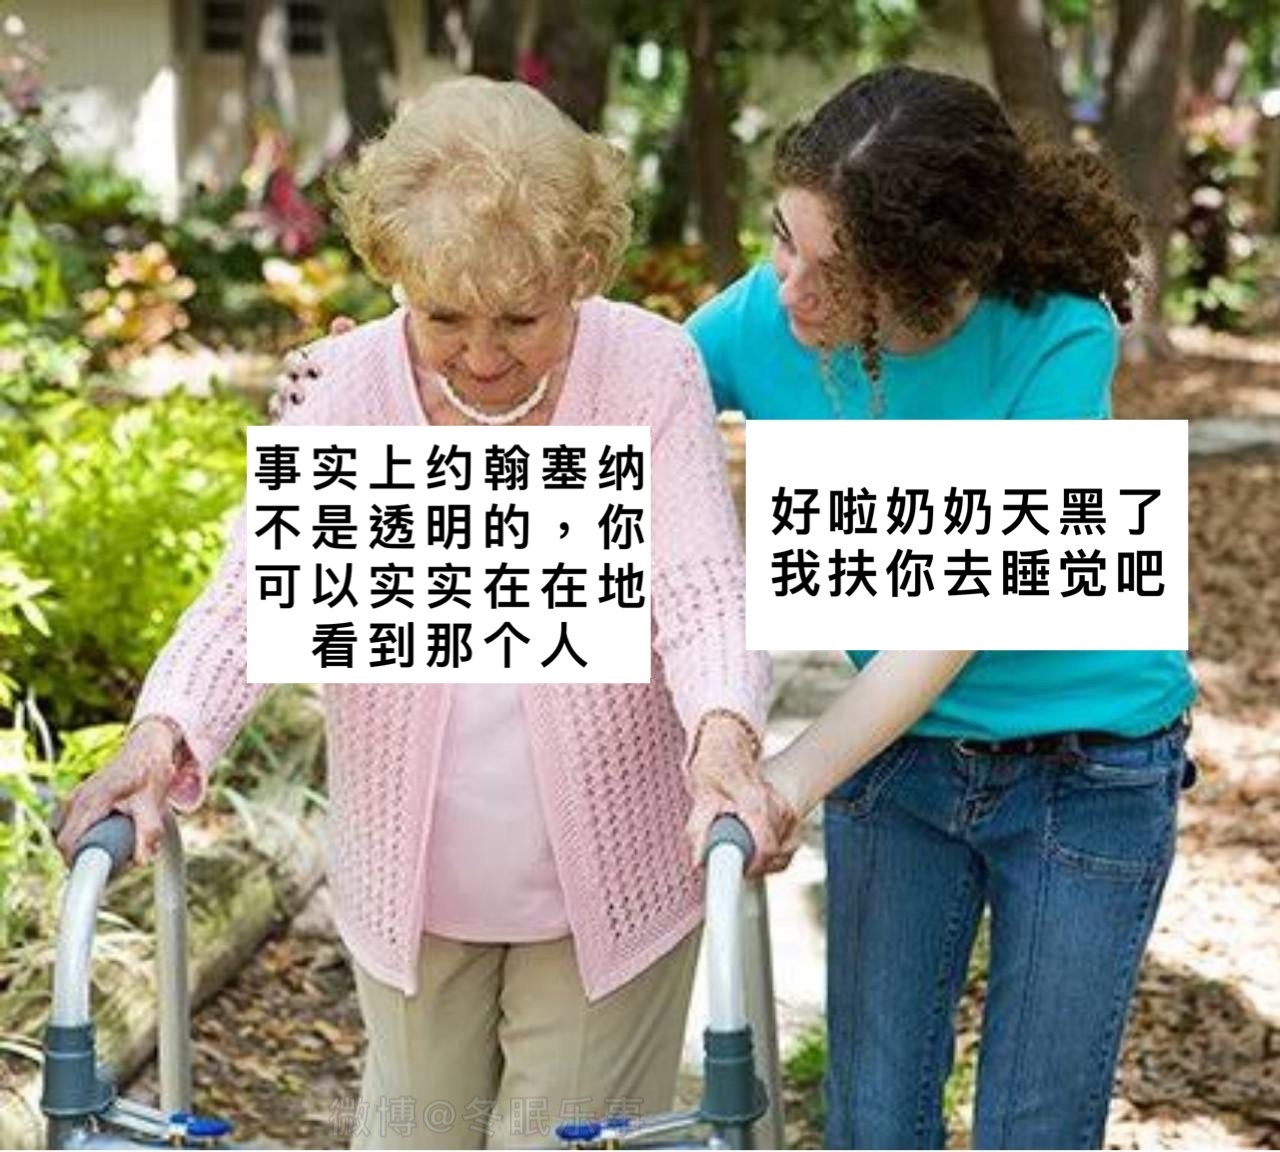 事实上约翰塞纳
不是透明的，你
可以实实在在地
看到那个人
好啦奶奶天黑了
我扶你去睡觉吧
微博@冬眠乐事